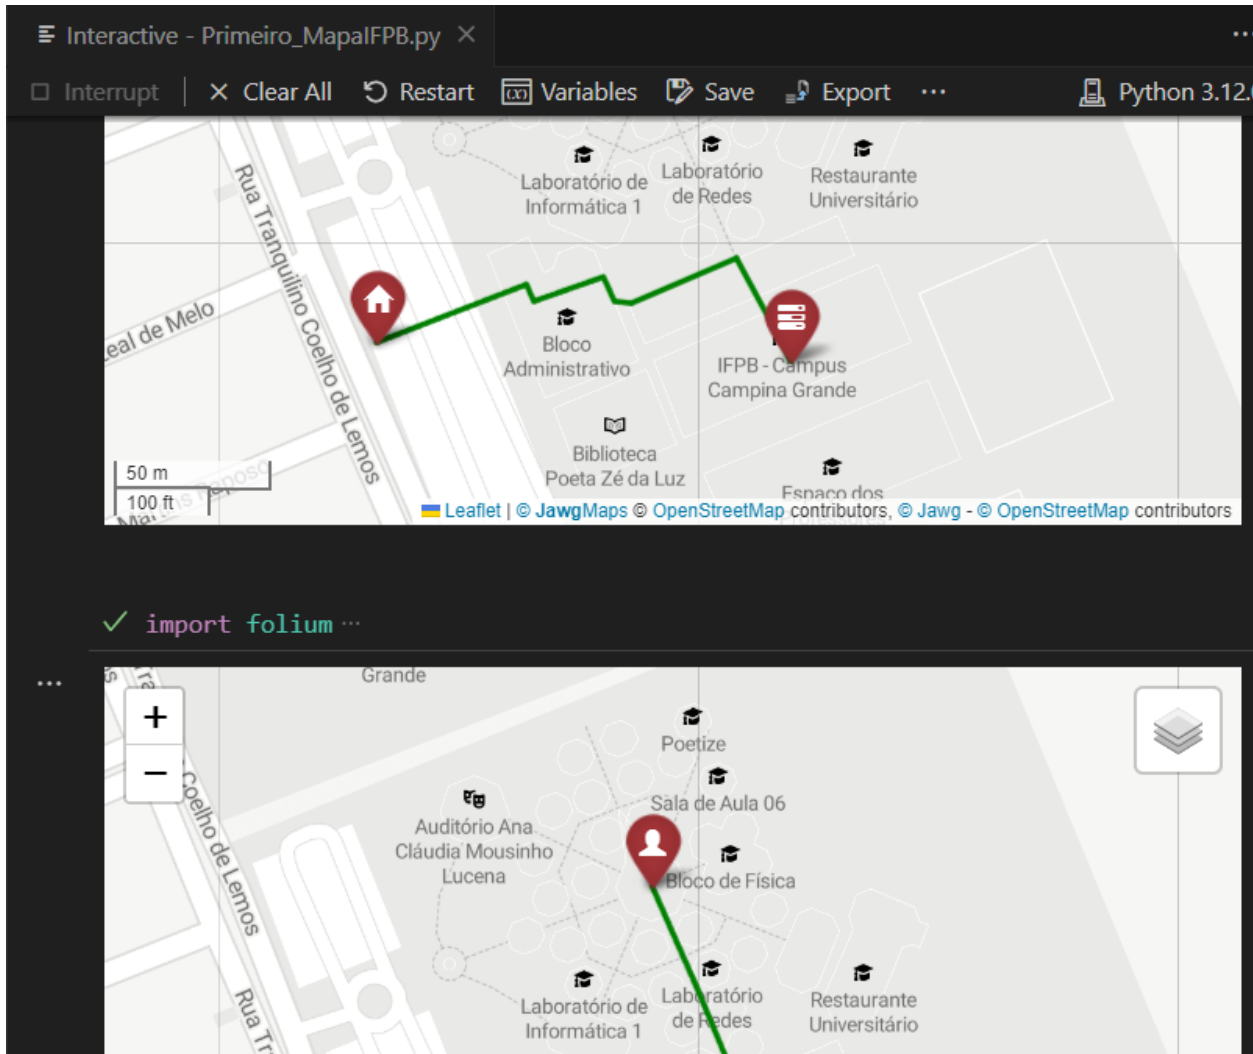 Interactive - Primeiro_MapaIFPB.py
Interrupt
Clear All
Restart
Variables
Save
Export
Python 3.12.
Laboratório de
Informática 1
Laboratório
de Redes
Restaurante
Universitário
Rua Tranquilino Coelho de Lemos
eal de Melo
Bloco
Administrativo
IFPB - Campus
Campina Grande
Biblioteca
Poeta Zé da Luz
Espaço dos
Professores
50 m
100 ft
Leaflet | © JawgMaps © OpenStreetMap contributors, © Jawg - © OpenStreetMap contributors
import folium
Grande
+
−
Poetize
Sala de Aula 06
Auditório Ana
Cláudia Mousinho
Lucena
Bloco de Física
Coelho de Lemos
Rua Tr
Laboratório de
Informática 1
Laboratório
de Redes
Restaurante
Universitário